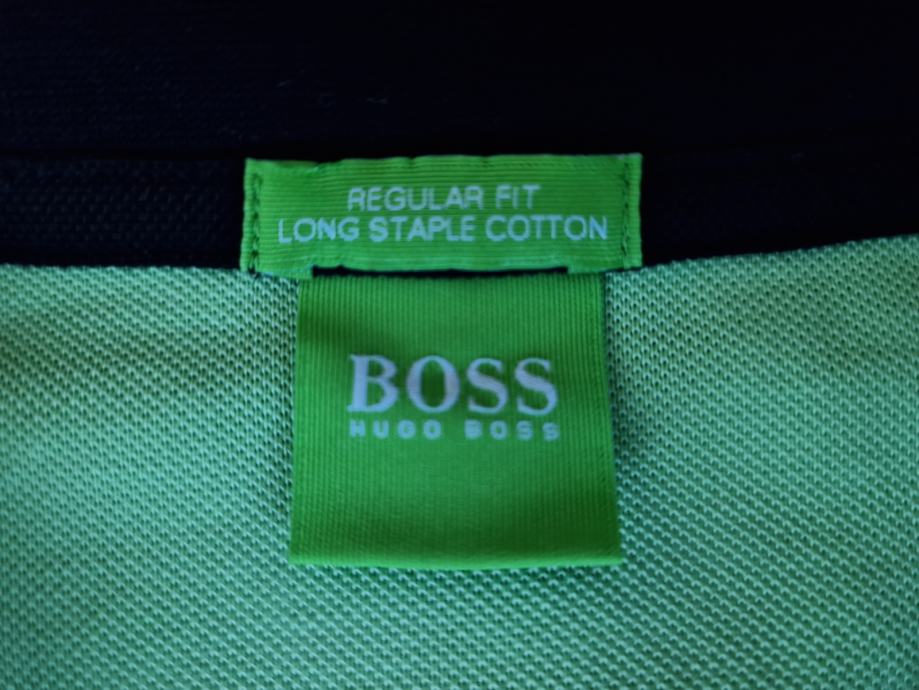 REGULAR FIT
LONG STAPLE COTTON
BOSS
HUGO BOSS